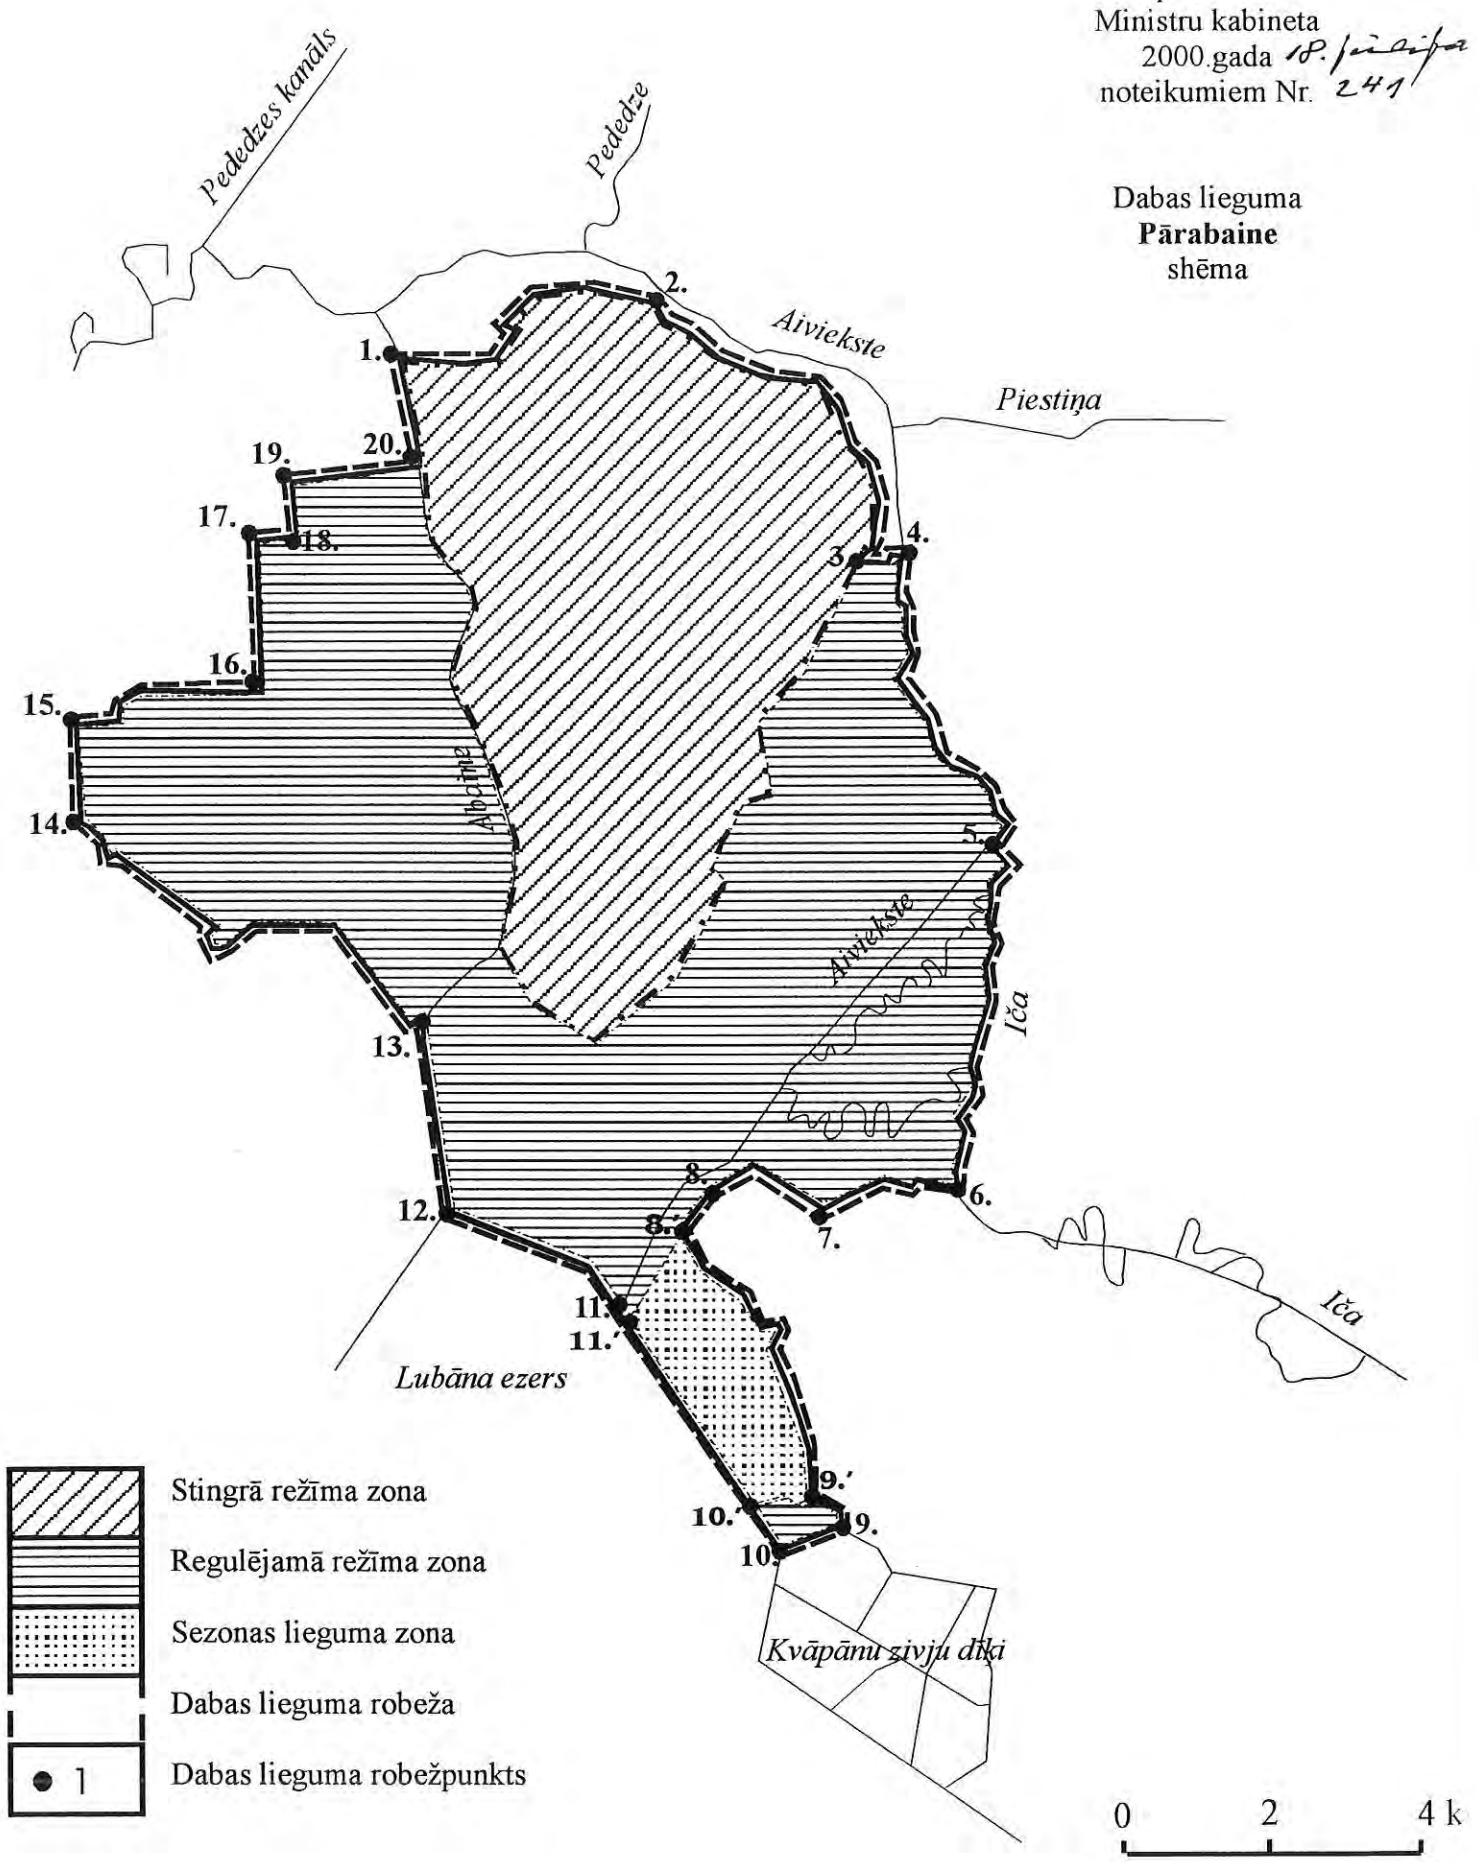 Ministru kabineta
2000.gada 18. jūlija
noteikumiem Nr. 241
Dabas lieguma
Pārabaine
shēma
Pededzes kanāls
Pededze
2.
Aiviekste
1.
Piestiņa
20.
19.
17.
18.
4.
3.
16.
15.
Abaine
14.
5.
Aiviekste
Iča
13.
8.
6.
12.
8.′
7.
11.
11.′
Iča
Lubāna ezers
9.′
10.′
19.
10.
Kvāpānu zivju dīķi
Stingrā režīma zona
Regulējamā režīma zona
Sezonas lieguma zona
Dabas lieguma robeža
1 Dabas lieguma robežpunkts
0 2 4 k